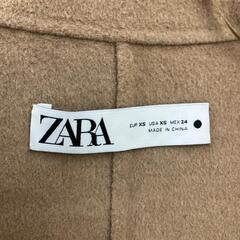 ZARA
EUR XS USA XS MEX 24
MADE IN CHINA